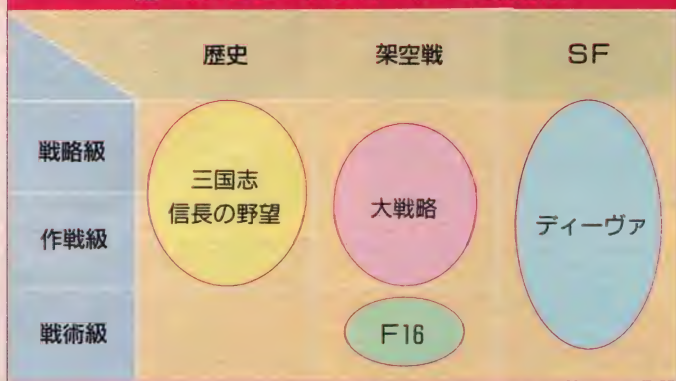 歴史
架空戦
SF
戦略級
三国志
信長の野望
大戦略
作戦級
ディーヴァ
戦術級
F16